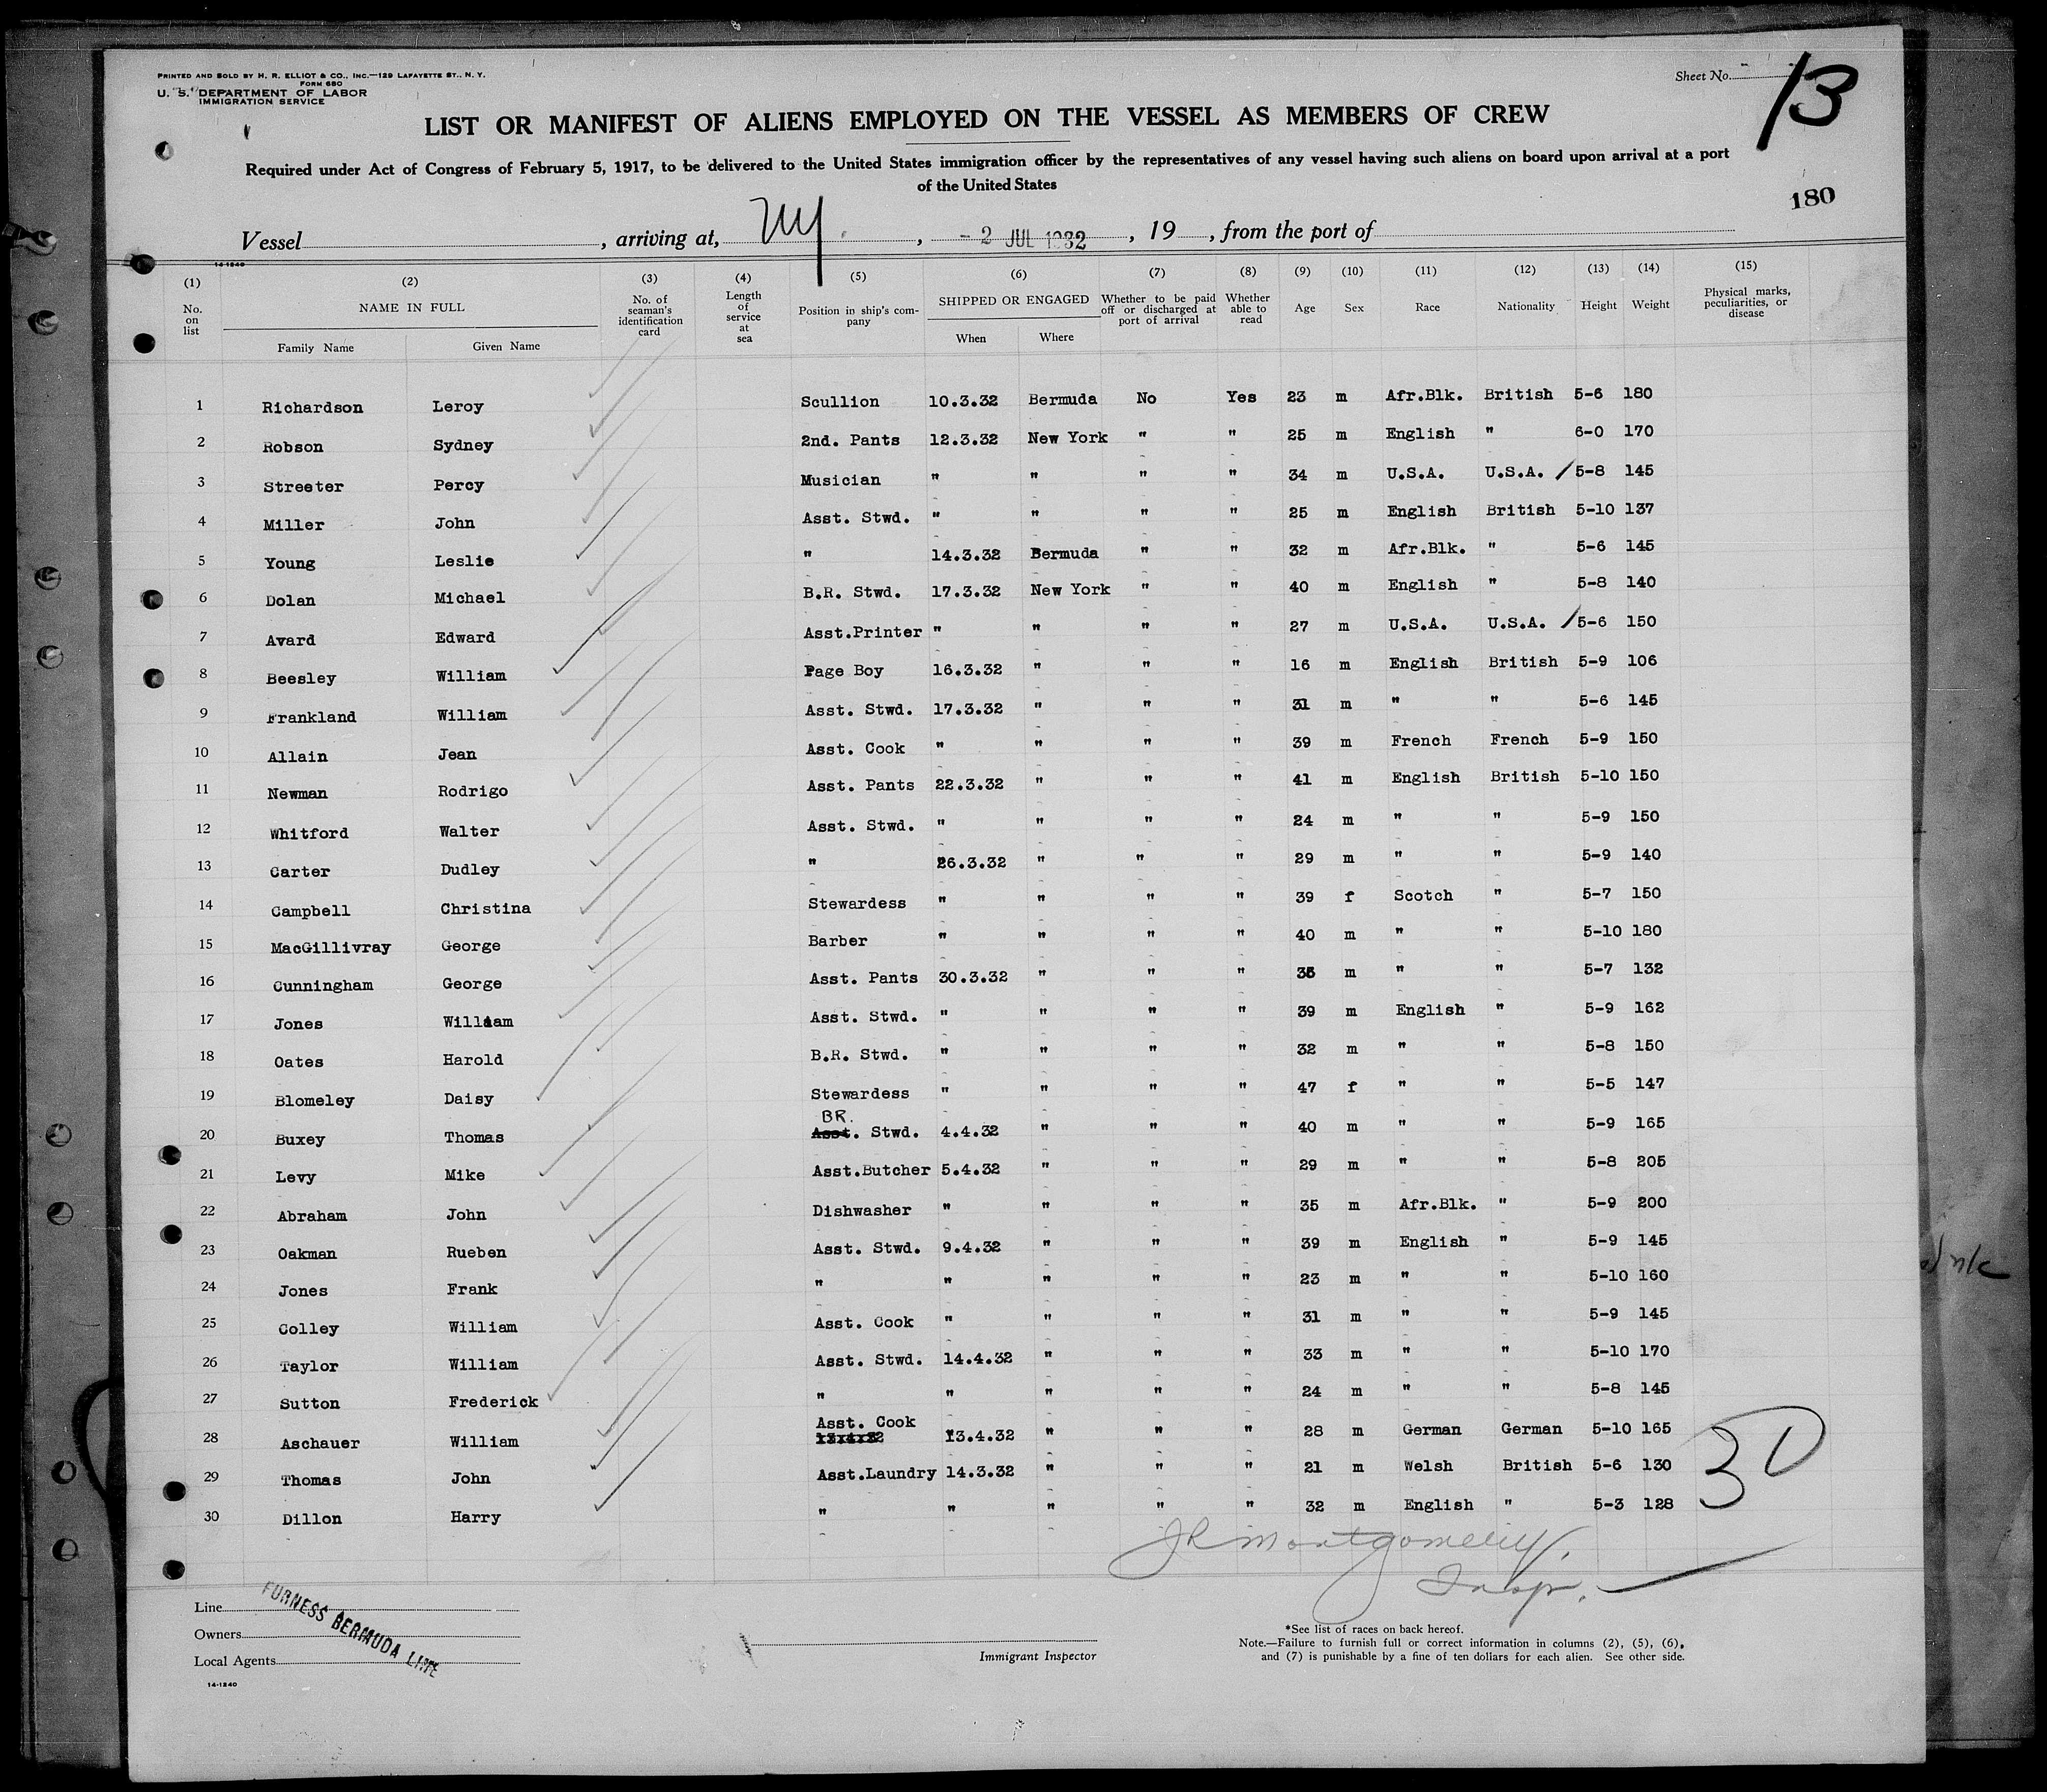 PRINTED AND SOLD BY H. R. ELLIOT & CO., INC.—129 LAFAYETTE ST., N. Y.
FORM 680
U. S. DEPARTMENT OF LABOR
IMMIGRATION SERVICE
Sheet No. 13
LIST OR MANIFEST OF ALIENS EMPLOYED ON THE VESSEL AS MEMBERS OF CREW
Required under Act of Congress of February 5, 1917, to be delivered to the United States immigration officer by the representatives of any vessel having such aliens on board upon arrival at a port
of the United States
180
Vessel , arriving at, NY. , - 2 JUL 1932 , 19 , from the port of
14-1240
(1) (2) (3) (4) (5) (6) (7) (8) (9) (10) (11) (12) (13) (14) (15)
No. on list NAME IN FULL No. of seaman's identification card Length of service at sea Position in ship's company SHIPPED OR ENGAGED Whether to be paid off or discharged at port of arrival Whether able to read Age Sex Race Nationality Height Weight Physical marks, peculiarities, or disease
Family Name Given Name When Where
1 Richardson Leroy Scullion 10.3.32 Bermuda No Yes 23 m Afr.Blk. British 5-6 180
2 Robson Sydney 2nd. Pants 12.3.32 New York " " 25 m English " 6-0 170
3 Streeter Percy Musician " " " " 34 m U.S.A. U.S.A. 5-8 145
4 Miller John Asst. Stwd. " " " " 25 m English British 5-10 137
5 Young Leslie " 14.3.32 Bermuda " " 32 m Afr.Blk. " 5-6 145
6 Dolan Michael B.R. Stwd. 17.3.32 New York " " 40 m English " 5-8 140
7 Avard Edward Asst.Printer " " " " 27 m U.S.A. U.S.A. 5-6 150
8 Beesley William Page Boy 16.3.32 " " " 16 m English British 5-9 106
9 Frankland William Asst. Stwd. 17.3.32 " " " 31 m " " 5-6 145
10 Allain Jean Asst. Cook " " " " 39 m French French 5-9 150
11 Newman Rodrigo Asst. Pants 22.3.32 " " " 41 m English British 5-10 150
12 Whitford Walter Asst. Stwd. " " " " 24 m " " 5-9 150
13 Carter Dudley " 26.3.32 " " " 29 m " " 5-9 140
14 Campbell Christina Stewardess " " " " 39 f Scotch " 5-7 150
15 MacGillivray George Barber " " " " 40 m " " 5-10 180
16 Cunningham George Asst. Pants 30.3.32 " " " m " " 5-7 132
17 Jones William Asst. Stwd. " " " " 39 m English " 5-9 162
18 Oates Harold B.R. Stwd. " " " " 32 m " " 5-8 150
19 Blomeley Daisy Stewardess " " " " 47 f " " 5-5 147
BR.
20 Buxey Thomas Asst. Stwd. 4.4.32 " " " 40 m " " 5-9 165
21 Levy Mike Asst.Butcher 5.4.32 " " " 29 m " " 5-8 205
22 Abraham John Dishwasher " " " " 35 m Afr.Blk. " 5-9 200
23 Oakman Rueben Asst. Stwd. 9.4.32 " " " 39 m English " 5-9 145
24 Jones Frank " " " " " 23 m " " 5-10 160
25 Colley William Asst. Cook " " " " 31 m " " 5-9 145
26 Taylor William Asst. Stwd. 14.4.32 " " " 33 m " " 5-10 170
27 Sutton Frederick " " " " " 24 m " " 5-8 145
28 Aschauer William Asst. Cook 13.4.32 " " " 28 m German German 5-10 165
29 Thomas John Asst.Laundry 14.3.32 " " " 21 m Welsh British 5-6 130
30 Dillon Harry " " " " " 32 m English " 5-3 128
30
JR Montgomery.
Insp.
Line
Owners
Local Agents
FURNESS BERMUDA LINE
14-1240
Immigrant Inspector
*See list of races on back hereof.
Note.—Failure to furnish full or correct information in columns (2), (5), (6),
and (7) is punishable by a fine of ten dollars for each alien. See other side.